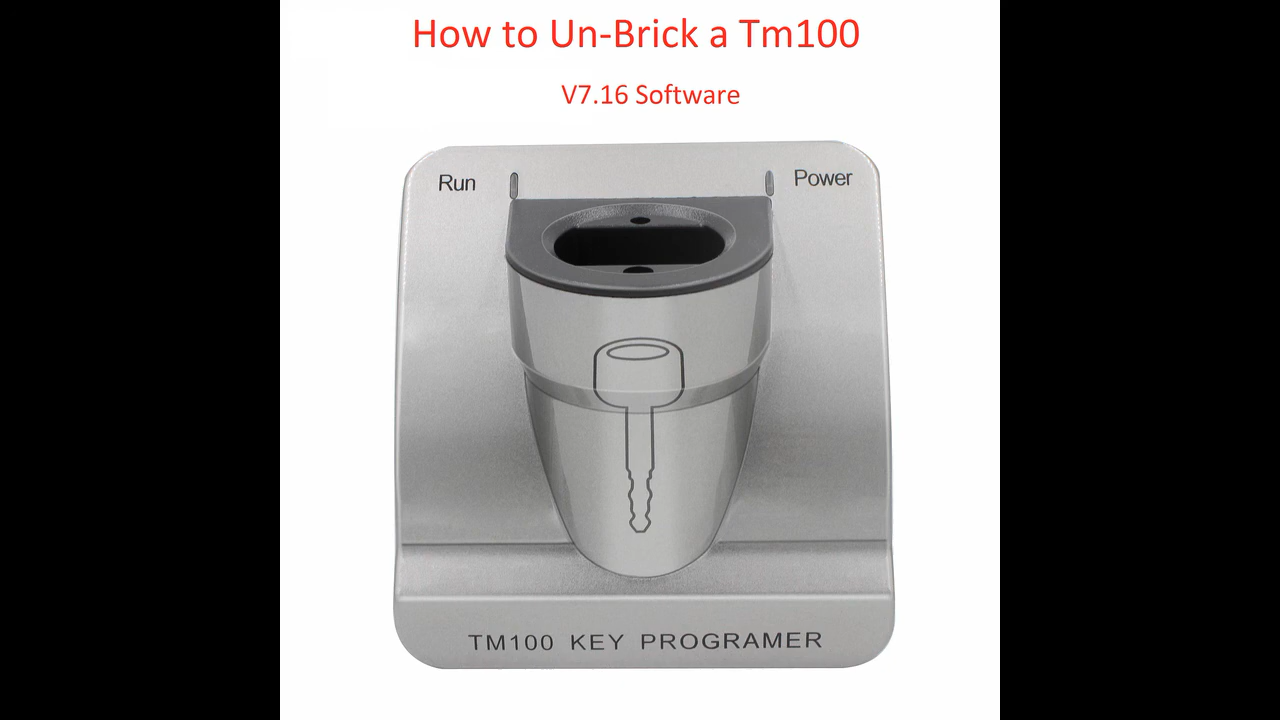 How to Un-Brick a Tm100
V7.16 Software
Run
Power
TM100 KEY PROGRAMER